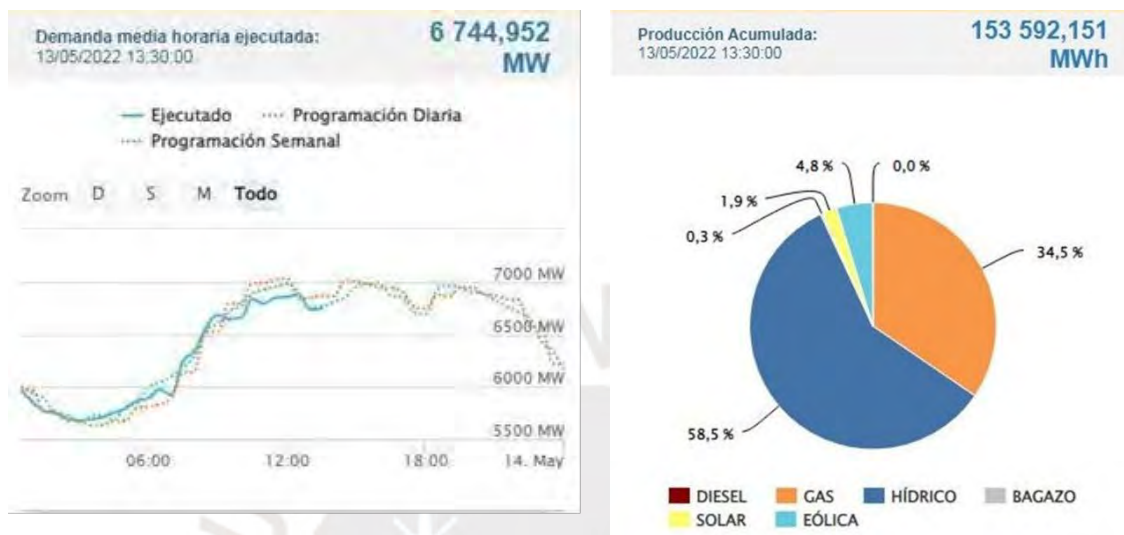 Demanda média horaria ejecutada:
13/05/2022 13:30:00
6 744,952
MW
Ejecutado
Programación Diaria
Programación Semanal
Zoom D S M Todo
7000 MW
6500 MW
6000 MW
5500 MW
06:00 12:00 18:00 14. May
Producción Acumulada:
13/05/2022 13:30:00
153 592,151
MWh
4,8 %
0,0 %
1,9 %
0,3 %
34,5 %
58,5 %
DIESEL GAS HÍDRICO BAGAZO
SOLAR EÓLICA